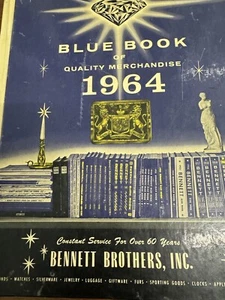 BLUE BOOK
OF
QUALITY MERCHANDISE
1964
Constant Service For Over 60 Years
BENNETT BROTHERS, INC.
WATCHES • SILVERWARE • JEWELRY • LUGGAGE • GIFTWARE • FURS • SPORTING GOODS • CLOCKS